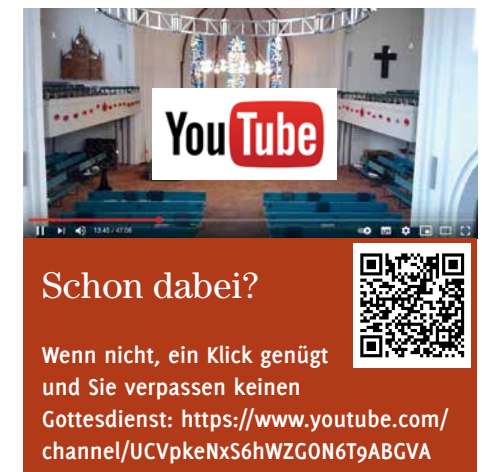 YouTube
13:45 / 47:08
Schon dabei?
Wenn nicht, ein Klick genügt
und Sie verpassen keinen
Gottesdienst: https://www.youtube.com/
channel/UCVpkeNxS6hWZGON6T9ABGVA